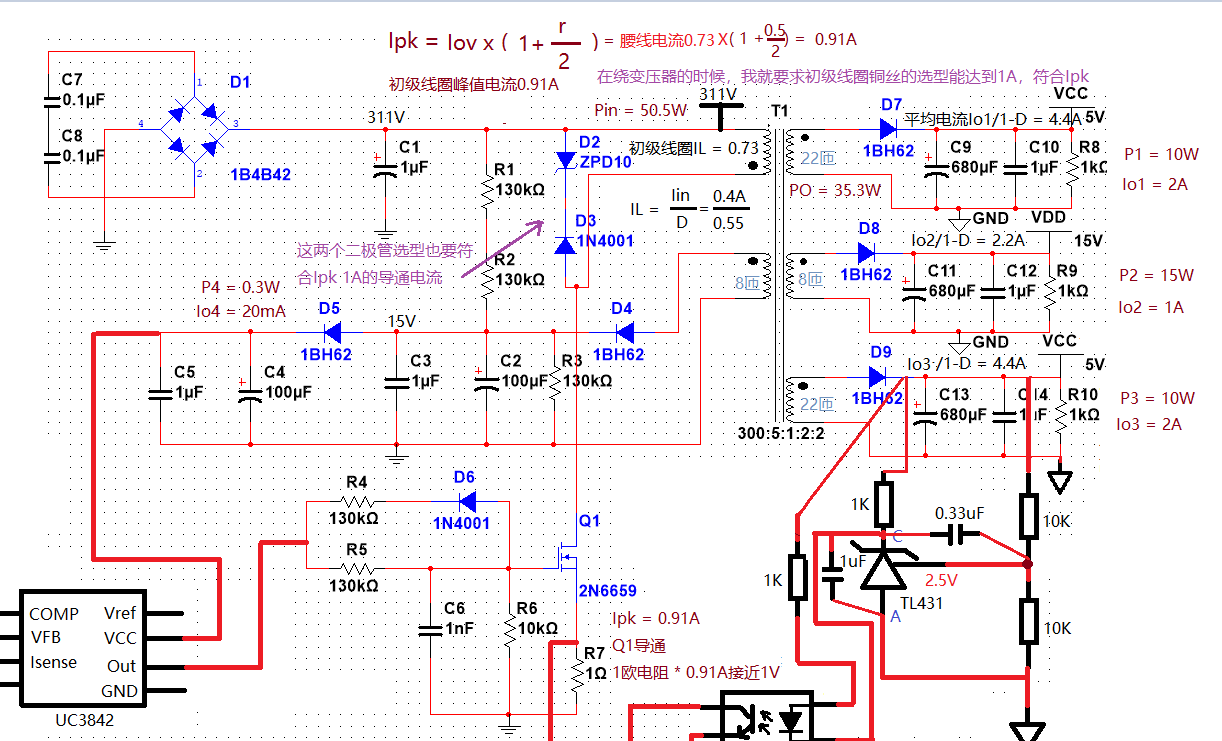 Ipk = Iov x ( 1+ r/2 ) = 腰线电流0.73 X( 1 + 0.5/2 ) = 0.91A
初级线圈峰值电流0.91A
在绕变压器的时候，我就要求初级线圈铜丝的选型能达到1A，符合Ipk
C7
0.1µF
C8
0.1µF
D1
1
2
3
4
1B4B42
311V
C1
1µF
R1
130kΩ
R2
130kΩ
D2
ZPD10
D3
1N4001
这两个二极管选型也要符
合Ipk 1A的导通电流
Pin = 50.5W
311V
T1
初级线圈IL = 0.73
IL = Iin/D = 0.4A/0.55
PO = 35.3W
22匝
8匝
8匝
22匝
300:5:1:2:2
D7
1BH62
平均电流Io1/1-D = 4.4A
VCC
5V
C9
680µF
C10
1µF
R8
1kΩ
GND
P1 = 10W
Io1 = 2A
D8
1BH62
Io2/1-D = 2.2A
VDD
15V
C11
680µF
C12
1µF
R9
1kΩ
GND
P2 = 15W
Io2 = 1A
D9
1BH62
Io3 /1-D = 4.4A
VCC
5V
C13
680µF
R10
1kΩ
P3 = 10W
Io3 = 2A
P4 = 0.3W
Io4 = 20mA
D5
1BH62
15V
D4
1BH62
C5
1µF
C4
100µF
C3
1µF
C2
100µF
R3
130kΩ
R4
130kΩ
D6
1N4001
R5
130kΩ
Q1
2N6659
C6
1nF
R6
10kΩ
R7
1Ω
Ipk = 0.91A
Q1导通
1欧电阻 * 0.91A接近1V
COMP
VFB
Isense
Vref
VCC
Out
GND
UC3842
1K
1K
1uF
0.33uF
C
2.5V
TL431
A
10K
10K